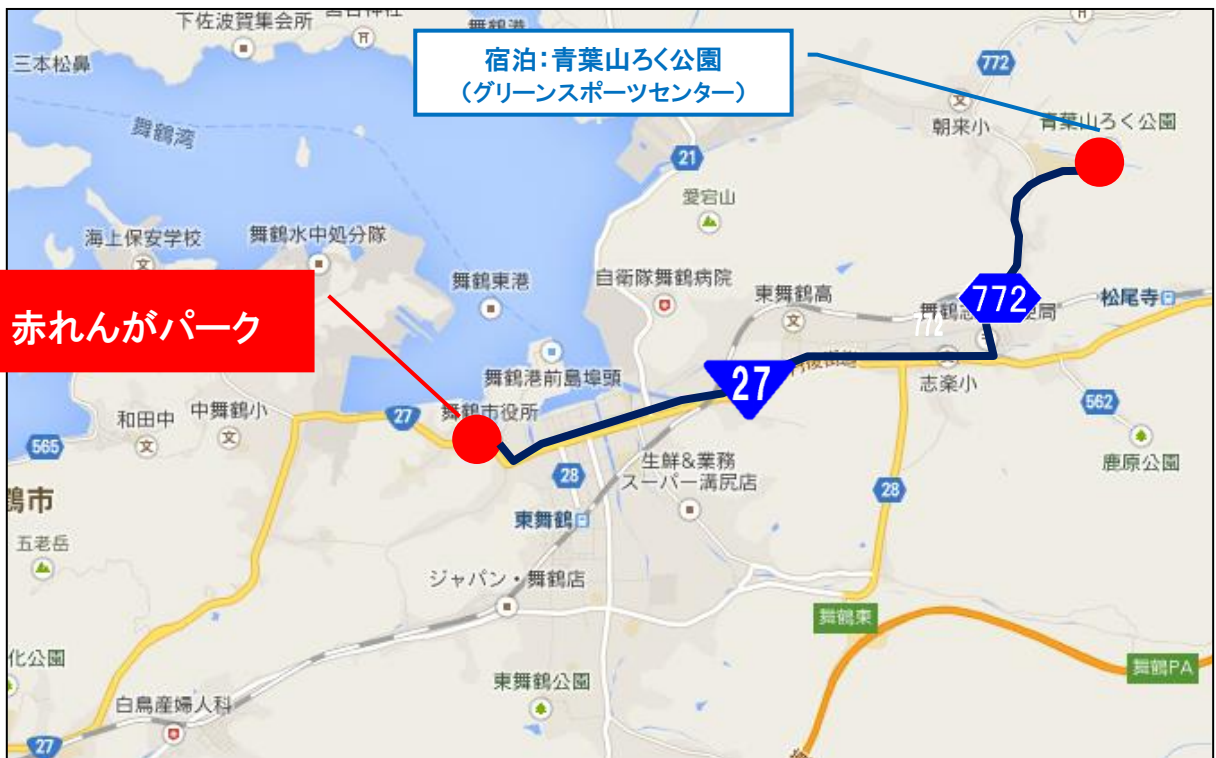 下佐波賀集会所
三本松鼻
舞鶴湾
宿泊:青葉山ろく公園
(グリーンスポーツセンター)
772
朝来小
青葉山ろく公園
21
愛宕山
海上保安学校
舞鶴水中処分隊
舞鶴東港
自衛隊舞鶴病院
東舞鶴高
772
松尾寺
772
赤れんがパーク
舞鶴港前島埠頭
27
志楽小
和田中
中舞鶴小
27
舞鶴市役所
562
565
28
生鮮&業務
スーパー溝尻店
鹿原公園
28
鶴市
東舞鶴
五老岳
ジャパン・舞鶴店
舞鶴東
化公園
舞鶴PA
東舞鶴公園
白鳥産婦人科
27